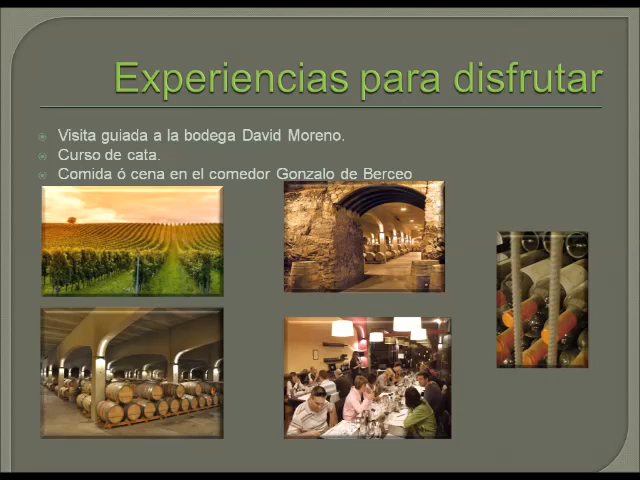 Experiencias para disfrutar
Visita guiada a la bodega David Moreno.
Curso de cata.
Comida ó cena en el comedor Gonzalo de Berceo